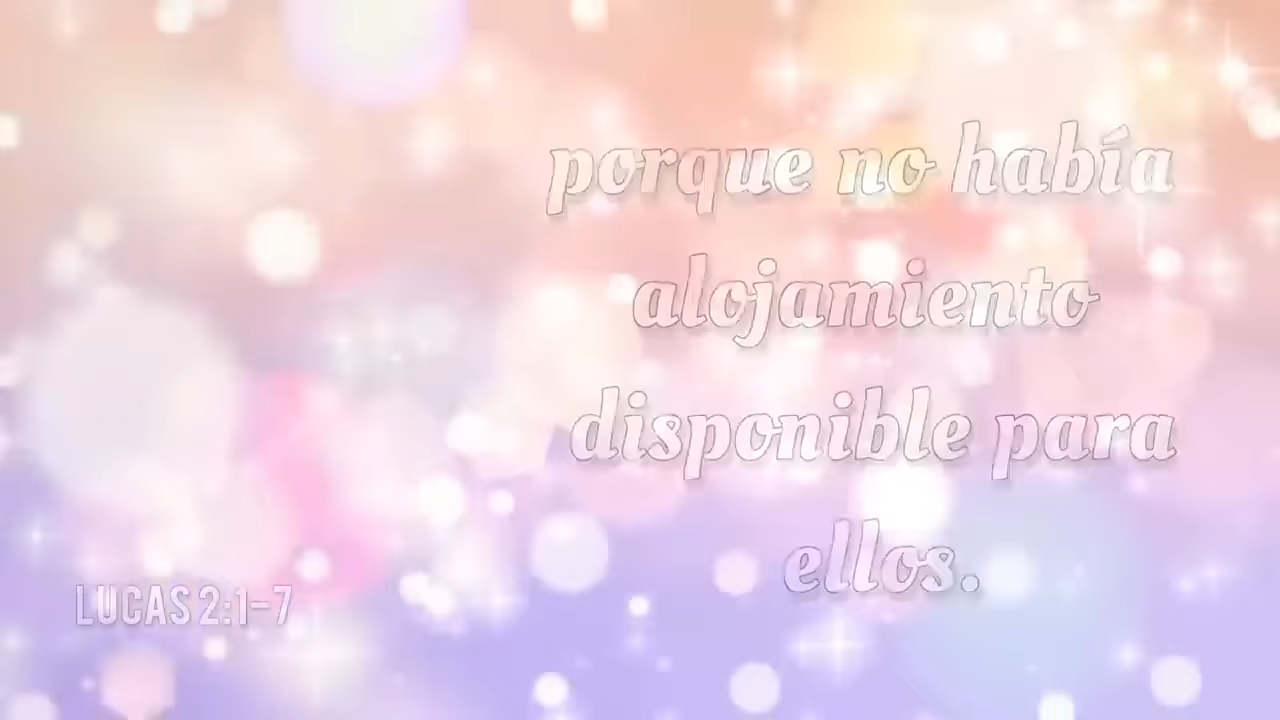 porque no había
alojamiento
disponible para
ellos.
LUCAS 2:1-7